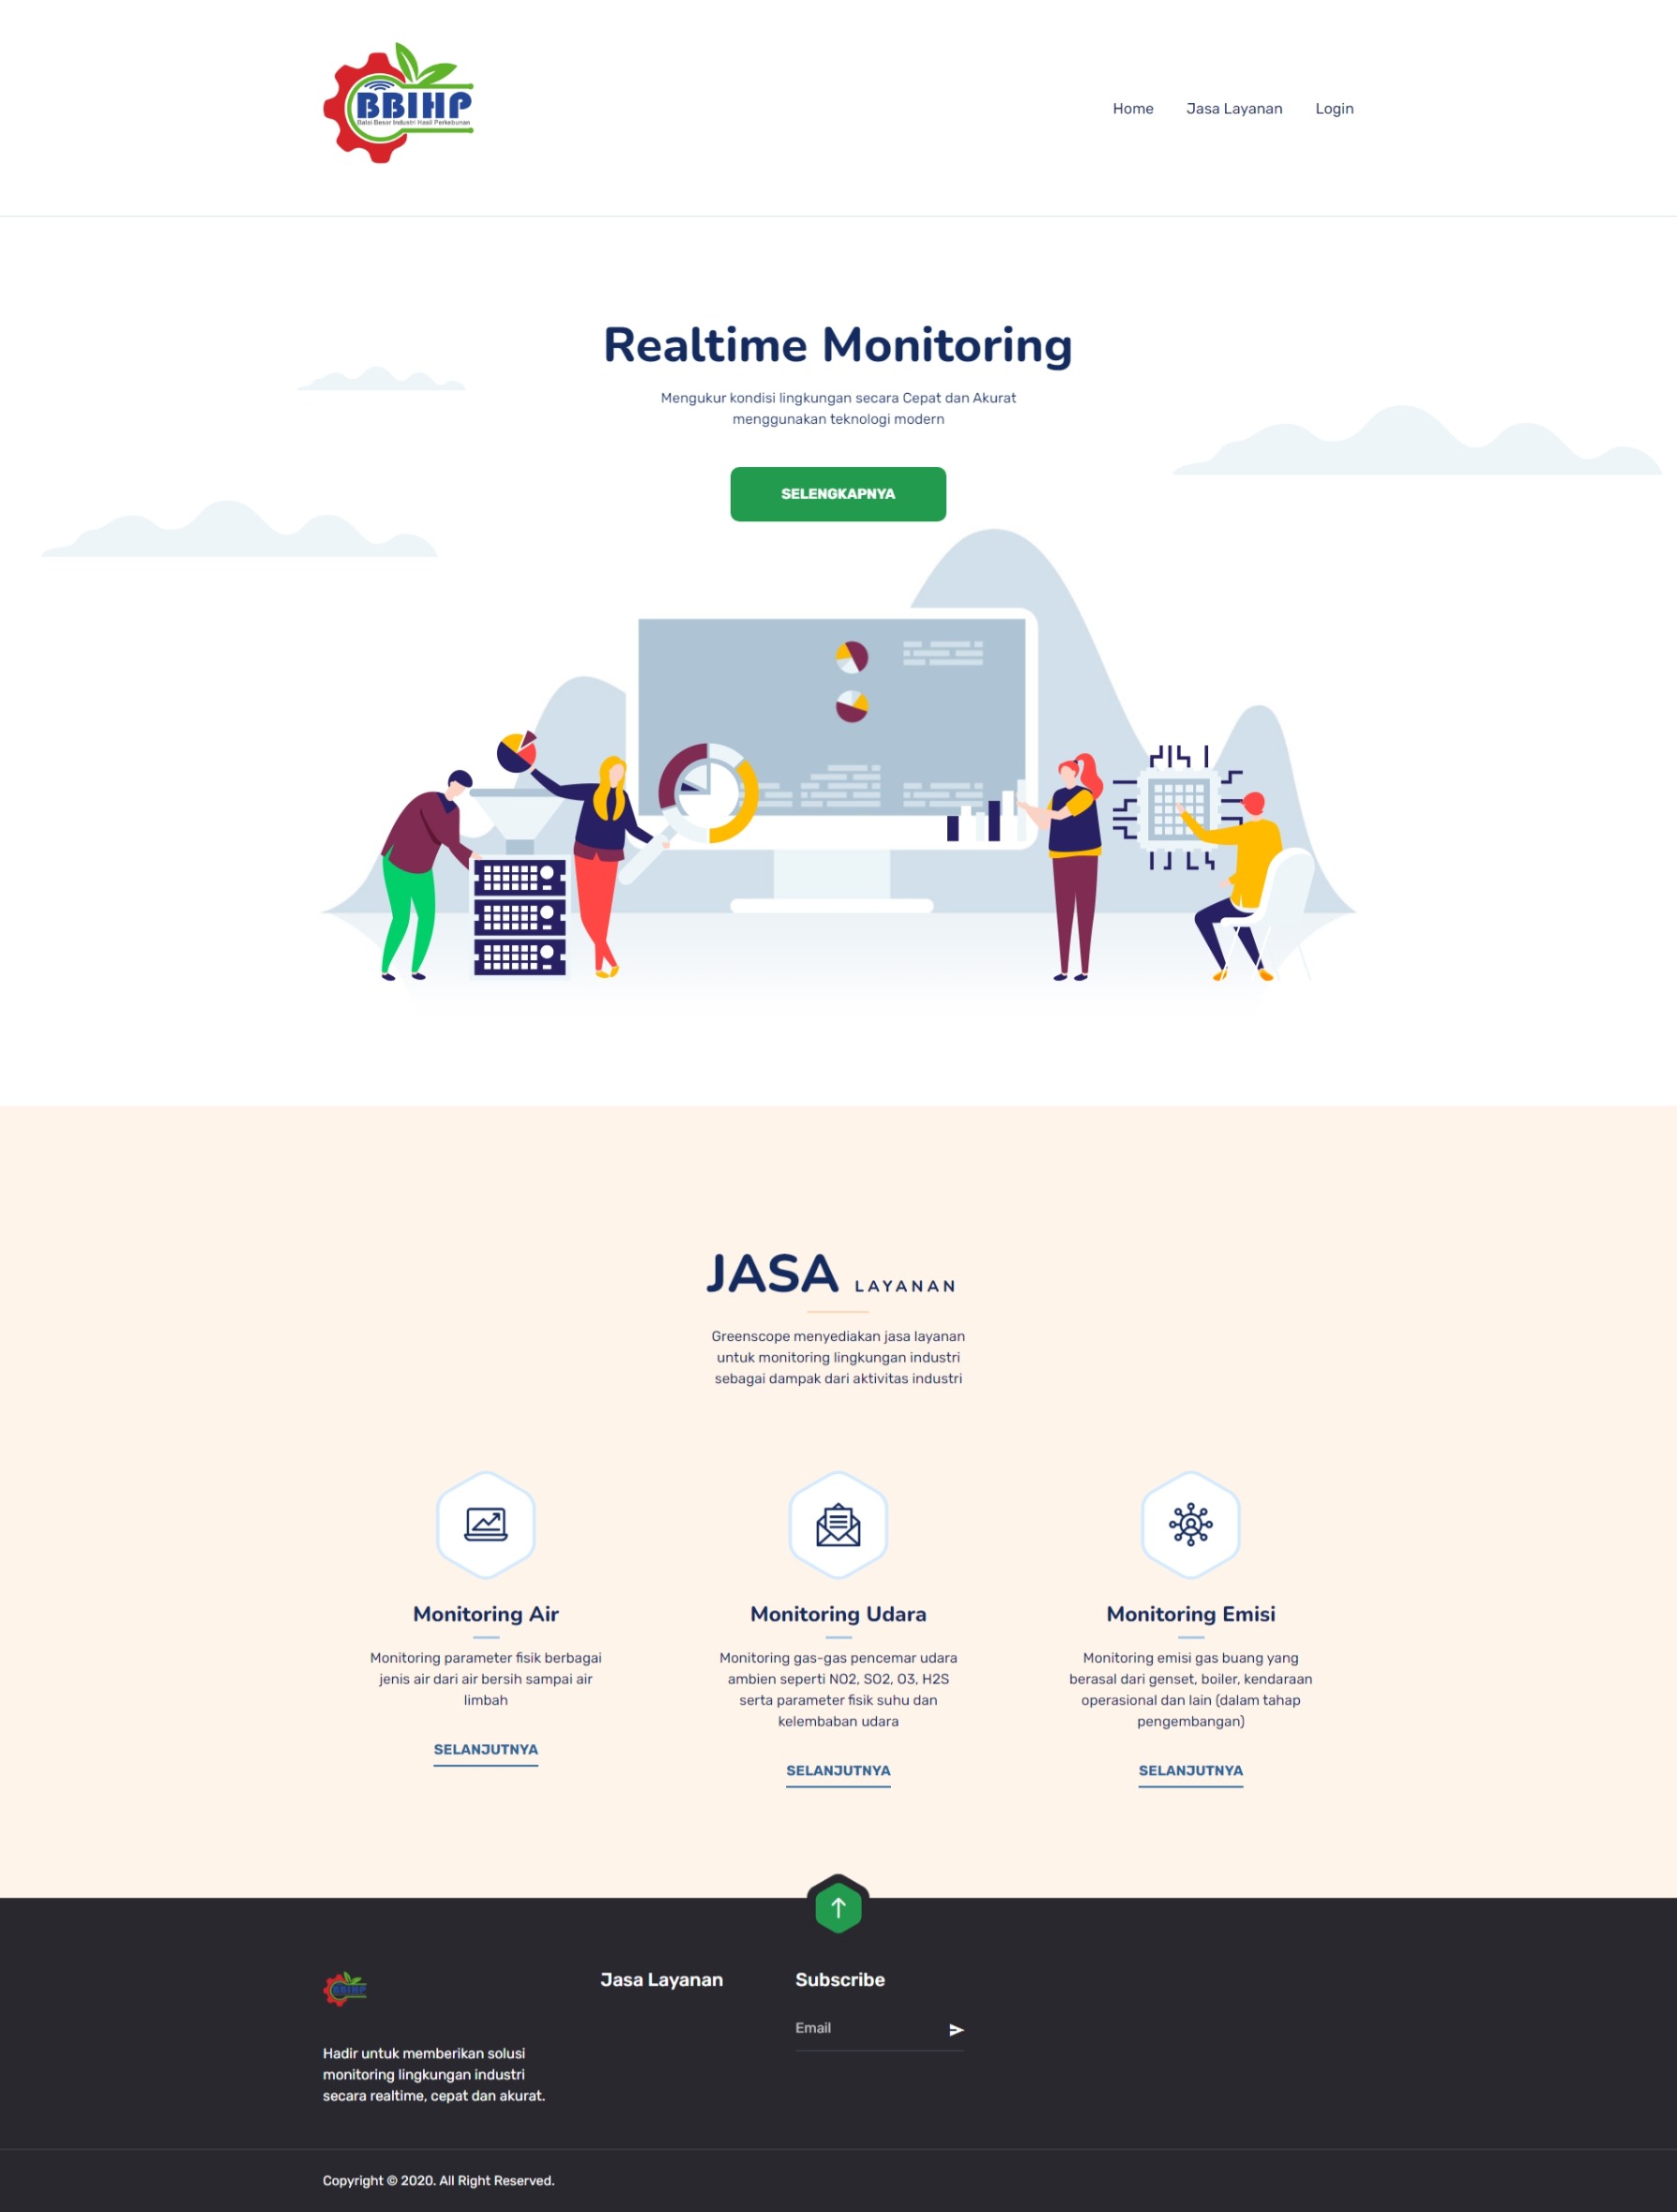 BBIHP
Balai Besar Industri Hasil Perkebunan
Home
Jasa Layanan
Login
Realtime Monitoring
Mengukur kondisi lingkungan secara Cepat dan Akurat
menggunakan teknologi modern
SELENGKAPNYA
JASA LAYANAN
Greenscope menyediakan jasa layanan
untuk monitoring lingkungan industri
sebagai dampak dari aktivitas industri
Monitoring Air
Monitoring parameter fisik berbagai
jenis air dari air bersih sampai air
limbah
SELANJUTNYA
Monitoring Udara
Monitoring gas-gas pencemar udara
ambien seperti NO2, SO2, O3, H2S
serta parameter fisik suhu dan
kelembaban udara
SELANJUTNYA
Monitoring Emisi
Monitoring emisi gas buang yang
berasal dari genset, boiler, kendaraan
operasional dan lain (dalam tahap
pengembangan)
SELANJUTNYA
BBIHP
Hadir untuk memberikan solusi
monitoring lingkungan industri
secara realtime, cepat dan akurat.
Jasa Layanan
Subscribe
Email
Copyright © 2020. All Right Reserved.